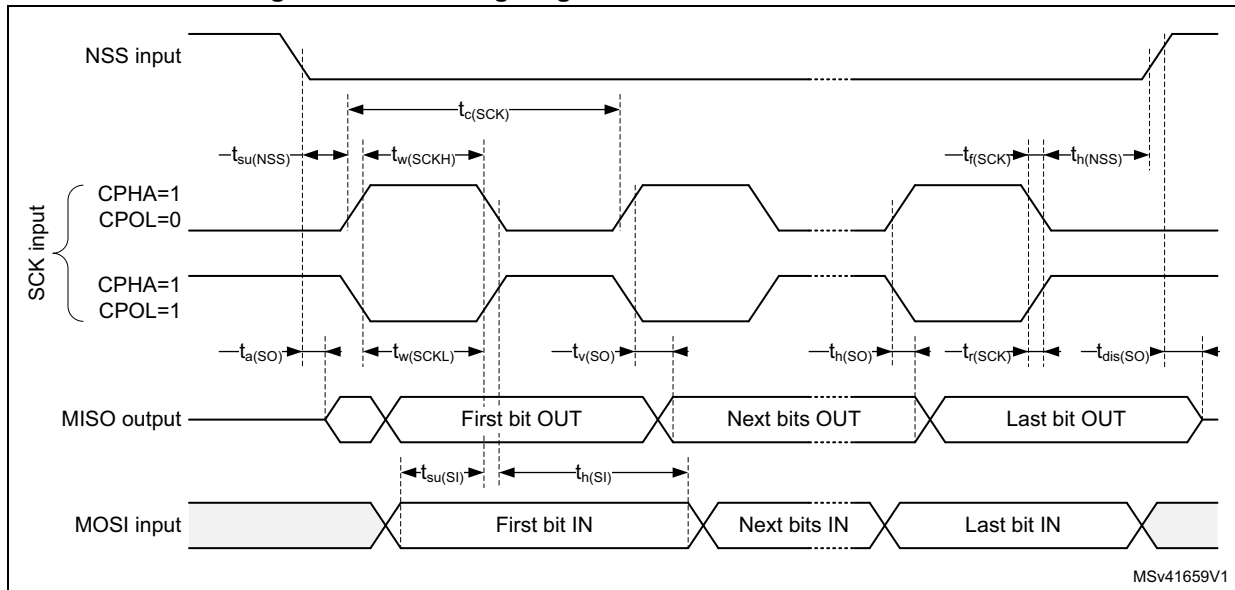 NSS input
tc(SCK)
tsu(NSS) tw(SCKH) tf(SCK) th(NSS)
SCK input
CPHA=1
CPOL=0
CPHA=1
CPOL=1
ta(SO) tw(SCKL) tv(SO) th(SO) tr(SCK) tdis(SO)
MISO output First bit OUT Next bits OUT Last bit OUT
tsu(SI) th(SI)
MOSI input First bit IN Next bits IN Last bit IN
MSv41659V1